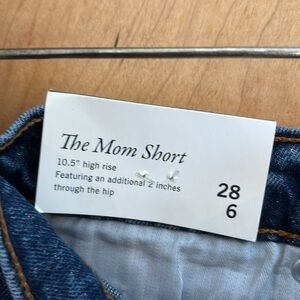 The Mom Short
10.5" high rise
Featuring an additional 2 inches
through the hip
28
6